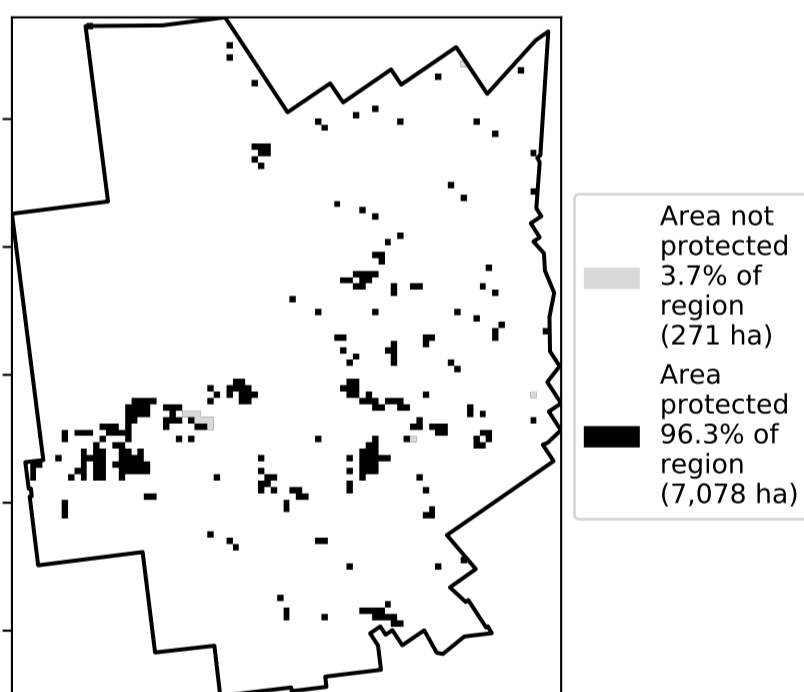 Area not
protected
3.7% of
region
(271 ha)
Area
protected
96.3% of
region
(7,078 ha)